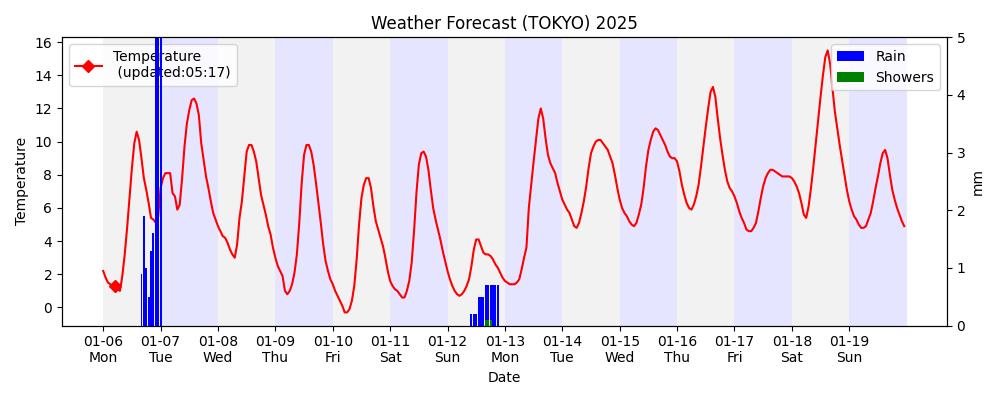 Weather Forecast (TOKYO) 2025
Temperature
(updated:05:17)
Rain
Showers
Temperature
16
14
12
10
8
6
4
2
0
5
4
3
2
1
0
mm
01-06 01-07 01-08 01-09 01-10 01-11 01-12 01-13 01-14 01-15 01-16 01-17 01-18 01-19
Mon Tue Wed Thu Fri Sat Sun Mon Tue Wed Thu Fri Sat Sun
Date